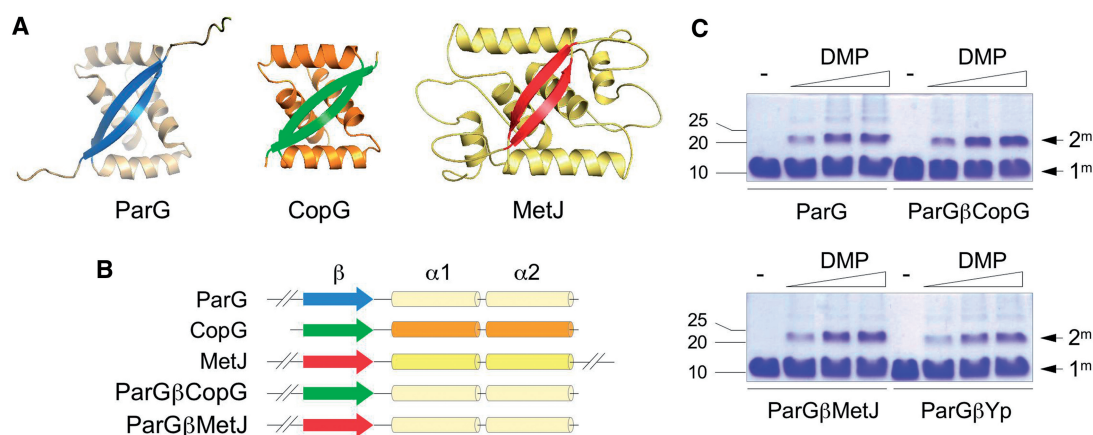 A
ParG
CopG
MetJ
B
β α1 α2
ParG
CopG
MetJ
ParGβCopG
ParGβMetJ
C
- DMP - DMP
25
20
10
2ᵐ
1ᵐ
ParG ParGβCopG
- DMP - DMP
25
20
10
2ᵐ
1ᵐ
ParGβMetJ ParGβYp